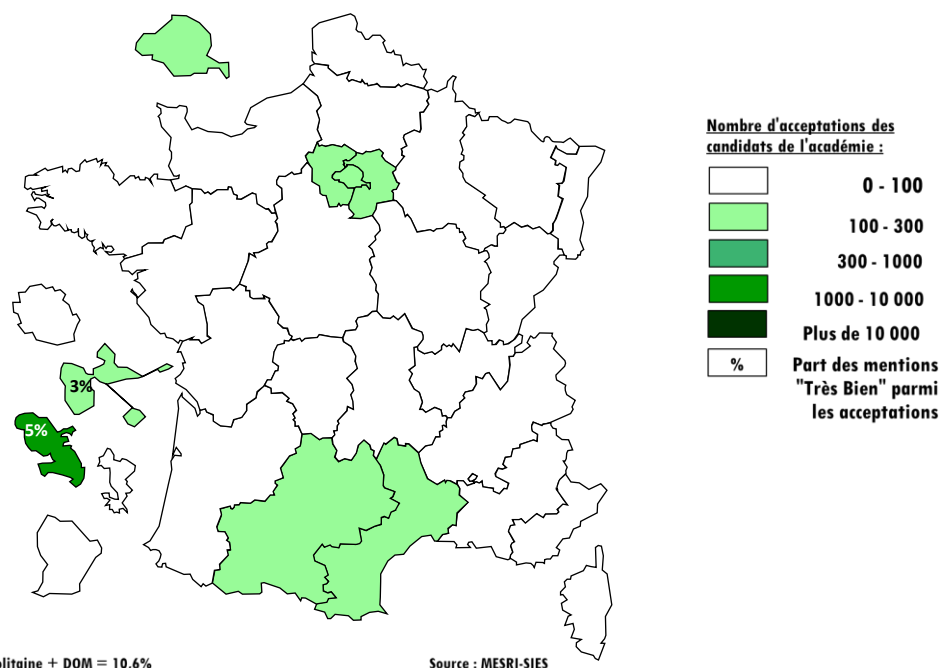 Nombre d'acceptations des
candidats de l'académie :
0 - 100
100 - 300
300 - 1000
1000 - 10 000
Plus de 10 000
% Part des mentions
"Très Bien" parmi
les acceptations
3%
5%
+ DOM = 10,6%
Source : MESRI-SIES